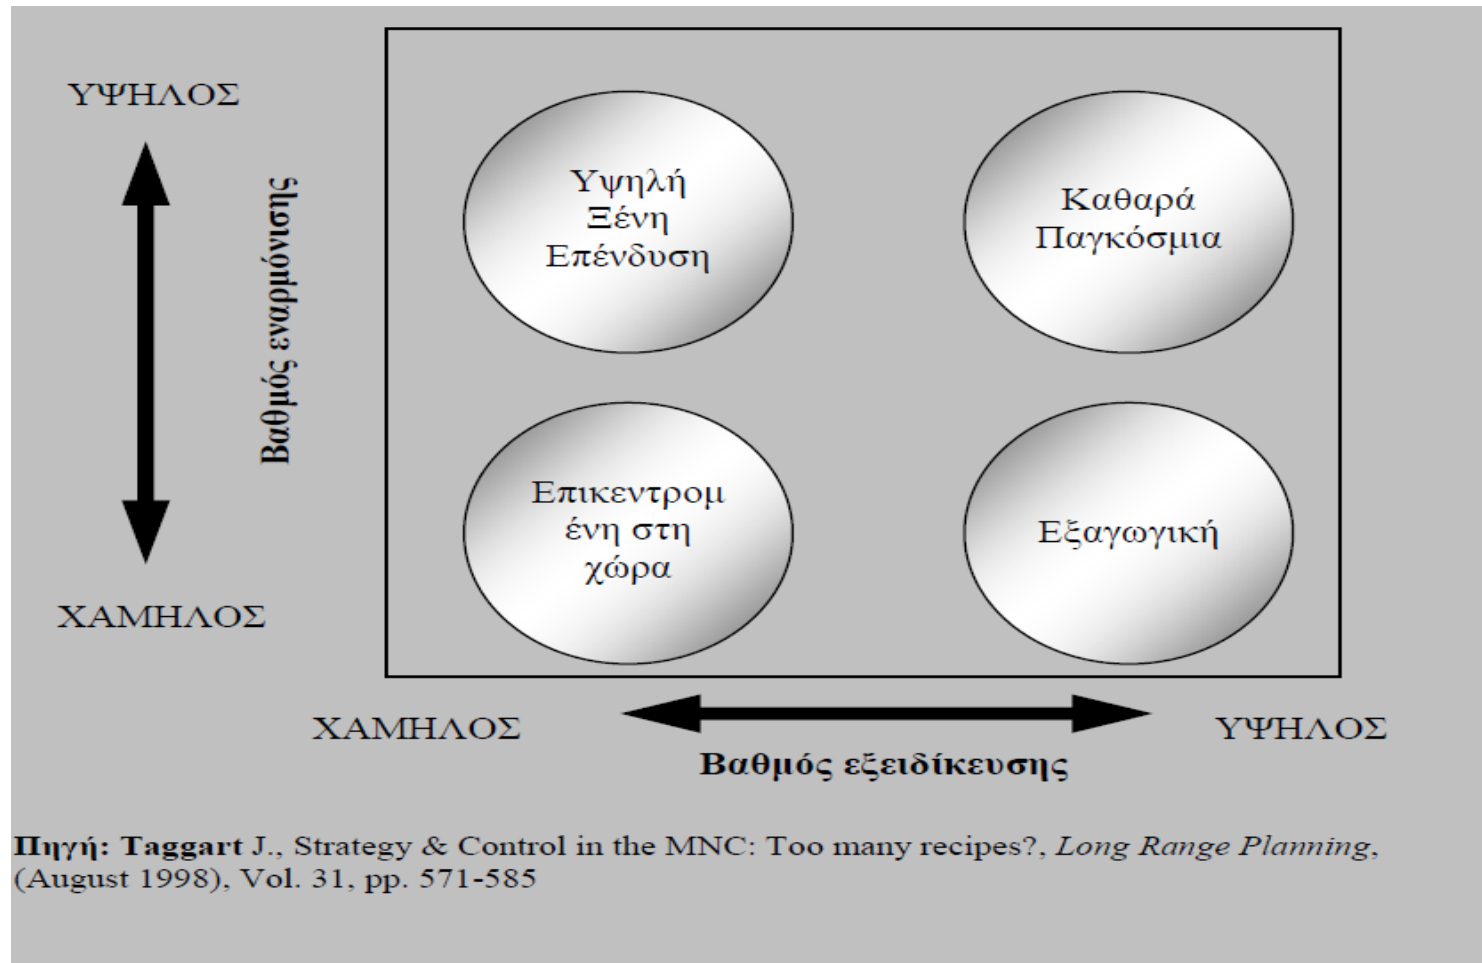 ΥΨΗΛΟΣ
Βαθμός εναρμόνισης
ΧΑΜΗΛΟΣ
Υψηλή
Ξένη
Επένδυση
Καθαρά
Παγκόσμια
Επικεντρομ
ένη στη
χώρα
Εξαγωγική
ΧΑΜΗΛΟΣ
ΥΨΗΛΟΣ
Βαθμός εξειδίκευσης
Πηγή: Taggart J., Strategy & Control in the MNC: Too many recipes?, Long Range Planning,
(August 1998), Vol. 31, pp. 571-585